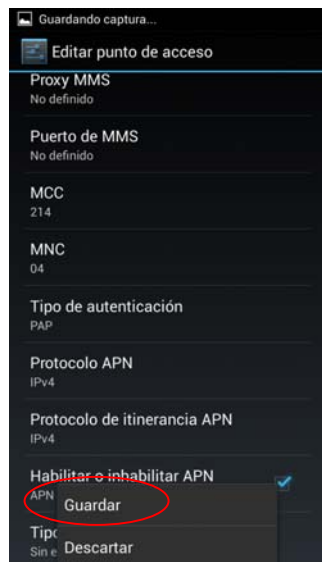 Guardando captura...
Editar punto de acceso
Proxy MMS
No definido
Puerto de MMS
No definido
MCC
214
MNC
04
Tipo de autenticación
PAP
Protocolo APN
IPv4
Protocolo de itinerancia APN
IPv4
Habilitar o inhabilitar APN
APN
Guardar
Sin
Descartar